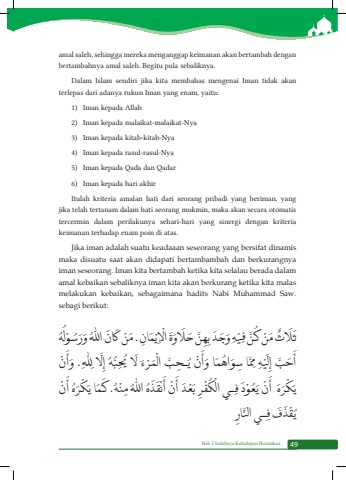 amal saleh, sehingga mereka menganggap keimanan akan bertambah dengan
bertambahnya amal saleh. Begitu pula sebaliknya.
Dalam Islam sendiri jika kita membahas mengenai Iman tidak akan
terlepas dari adanya rukun Iman yang enam, yaitu:
1) Iman kepada Allah
2) Iman kepada malaikat-malaikat-Nya
3) Iman kepada kitab-kitab-Nya
4) Iman kepada rasul-rasul-Nya
5) Iman kepada Qada dan Qadar
6) Iman kepada hari akhir
Itulah kriteria amalan hati dari seorang pribadi yang beriman, yang
jika telah tertanam dalam hati seorang mukmin, maka akan secara otomatis
tercermin dalam perilakunya sehari-hari yang sinergi dengan kriteria
keimanan terhadap enam poin di atas.
Jika iman adalah suatu keadaaan seseorang yang bersifat dinamis
maka disuatu saat akan didapati bertambambah dan berkurangnya
iman seseorang. Iman kita bertambah ketika kita selalau berada dalam
amal kebaikan sebaliknya iman kita akan berkurang ketika kita malas
melakukan kebaikan, sebagaimana hadits Nabi Muhammad Saw.
sebagi berikut:
ثَلَاثٌ مَنْ كُنَّ فِيْهِ وَجَدَ بِهِنَّ حَلَاوَةَ الْاِيْمَانِ. مَنْ كَانَ اللهُ وَرَسُوْلُهُ
أَحَبَّ إِلَيْهِ مِمَّا سِوَاهُمَا وَأَنْ يُحِبَّ الْمَرْءَ لَا يُحِبُّهُ إِلَّا لِلّٰهِ. وَأَنْ
يَكْرَهَ أَنْ يَعُوْدَ فِي الْكُفْرِ بَعْدَ أَنْ أَنْقَذَهُ اللهُ مِنْهُ. كَمَا يَكْرَهُ أَنْ
يُقْذَفَ فِي النَّارِ
Bab 2 Indahnya Kehidupan Bermakna 49